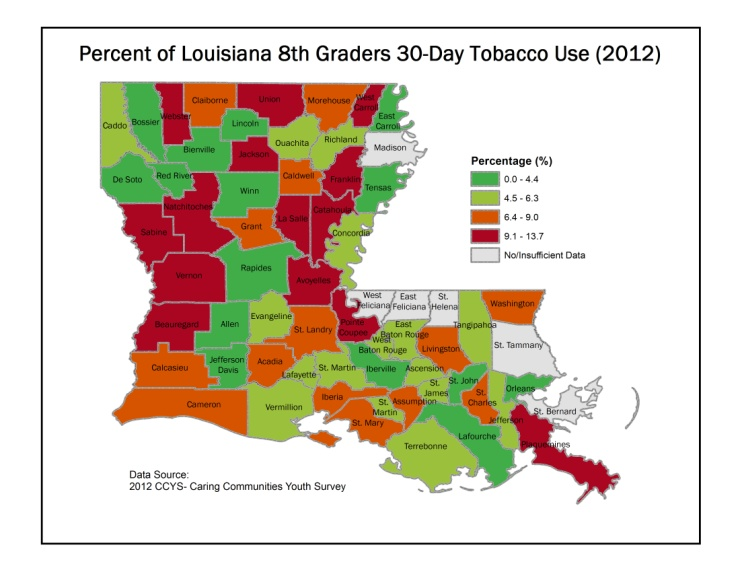 Percent of Louisiana 8th Graders 30-Day Tobacco Use (2012)
Caddo
Bossier
Webster
Claiborne
Union
Morehouse
West
Carroll
East
Carroll
Lincoln
Ouachita
Richland
Madison
Bienville
Jackson
De Soto
Red River
Caldwell
Franklin
Tensas
Winn
Natchitoches
La Salle
Catahoula
Sabine
Grant
Concordia
Vernon
Rapides
Avoyelles
Percentage (%)
0.0 - 4.4
4.5 - 6.3
6.4 - 9.0
9.1 - 13.7
No/Insufficient Data
West
Feliciana
East
Feliciana
St.
Helena
Washington
Beauregard
Allen
Evangeline
St. Landry
Pointe
Coupee
West
Baton Rouge
East
Baton Rouge
Tangipahoa
Livingston
St. Tammany
Calcasieu
Jefferson
Davis
Acadia
Lafayette
St. Martin
Iberville
Ascension
St.
James
St. John
St.
Charles
Orleans
Cameron
Vermillion
Iberia
St.
Martin
Assumption
St. Mary
Jefferson
St. Bernard
Terrebonne
Lafourche
Plaquemines
Data Source:
2012 CCYS- Caring Communities Youth Survey